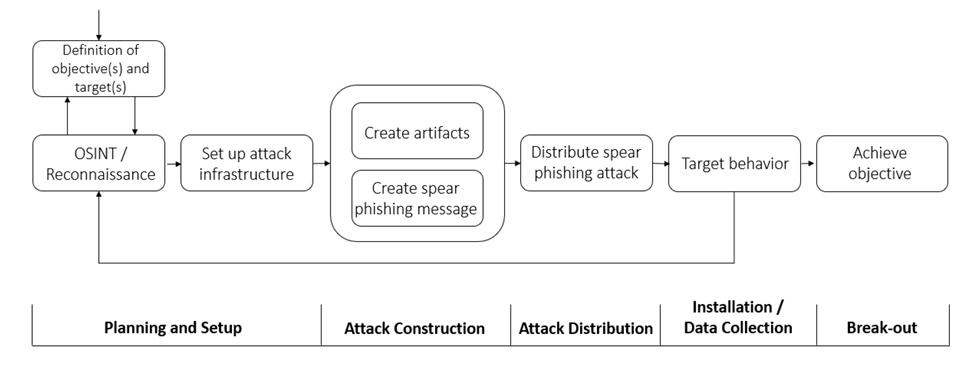 Definition of
objective(s) and
target(s)
OSINT /
Reconnaissance
Set up attack
infrastructure
Create artifacts
Create spear
phishing message
Distribute spear
phishing attack
Target behavior
Achieve
objective
Planning and Setup
Attack Construction
Attack Distribution
Installation /
Data Collection
Break-out